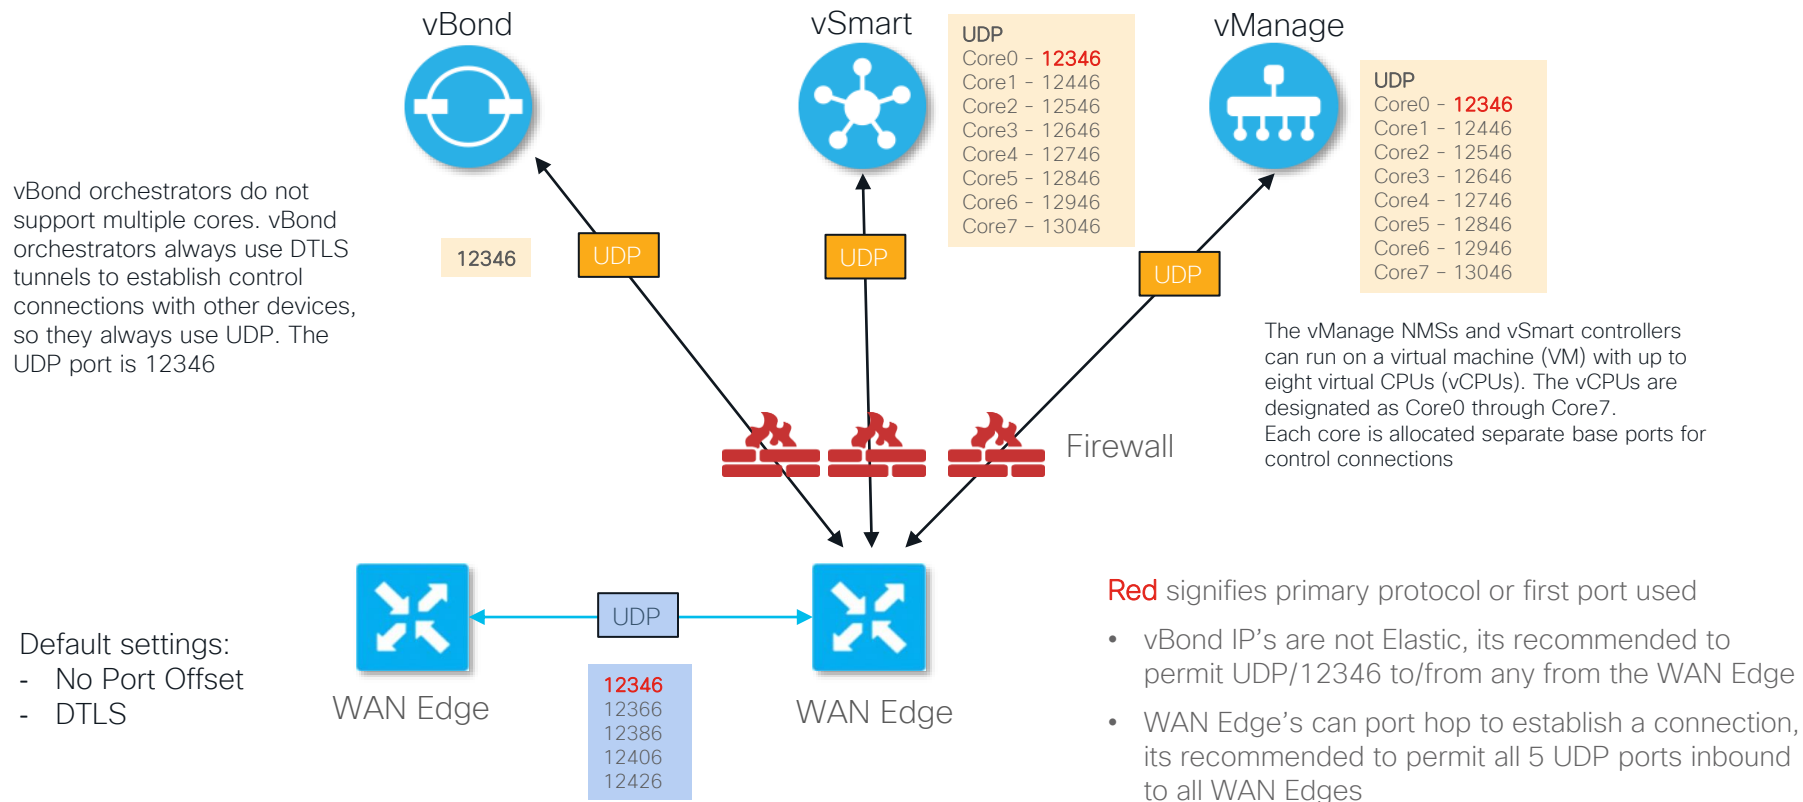 vBond
vSmart
vManage
UDP
Core0 - 12346
Core1 - 12446
Core2 - 12546
Core3 - 12646
Core4 - 12746
Core5 - 12846
Core6 - 12946
Core7 - 13046
UDP
Core0 - 12346
Core1 - 12446
Core2 - 12546
Core3 - 12646
Core4 - 12746
Core5 - 12846
Core6 - 12946
Core7 - 13046
vBond orchestrators do not
support multiple cores. vBond
orchestrators always use DTLS
tunnels to establish control
connections with other devices,
so they always use UDP. The
UDP port is 12346
12346
UDP
UDP
UDP
The vManage NMSs and vSmart controllers
can run on a virtual machine (VM) with up to
eight virtual CPUs (vCPUs). The vCPUs are
designated as Core0 through Core7.
Each core is allocated separate base ports for
control connections
Firewall
Default settings:
- No Port Offset
- DTLS
WAN Edge
UDP
12346
12366
12386
12406
12426
WAN Edge
Red signifies primary protocol or first port used
• vBond IP's are not Elastic, its recommended to
permit UDP/12346 to/from any from the WAN Edge
• WAN Edge's can port hop to establish a connection,
its recommended to permit all 5 UDP ports inbound
to all WAN Edges